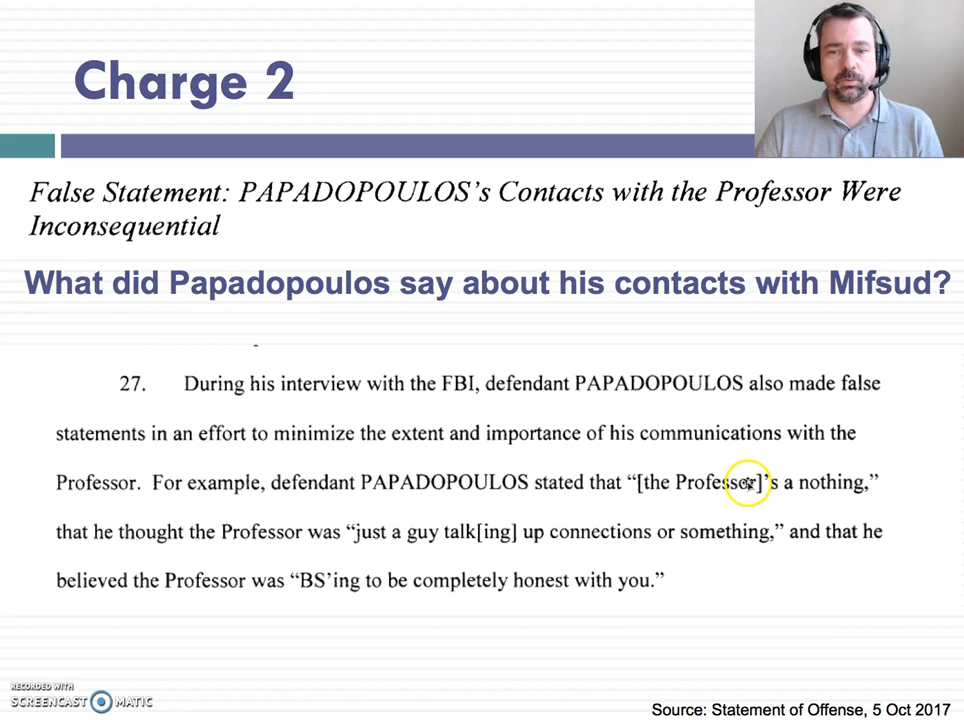 Charge 2
False Statement: PAPADOPOULOS's Contacts with the Professor Were
Inconsequential
What did Papadopoulos say about his contacts with Mifsud?
27. During his interview with the FBI, defendant PAPADOPOULOS also made false
statements in an effort to minimize the extent and importance of his communications with the
Professor. For example, defendant PAPADOPOULOS stated that “[the Professor]’s a nothing,”
that he thought the Professor was “just a guy talk[ing] up connections or something,” and that he
believed the Professor was “BS’ing to be completely honest with you.”
RECORDED WITH
SCREENCAST MATIC
Source: Statement of Offense, 5 Oct 2017